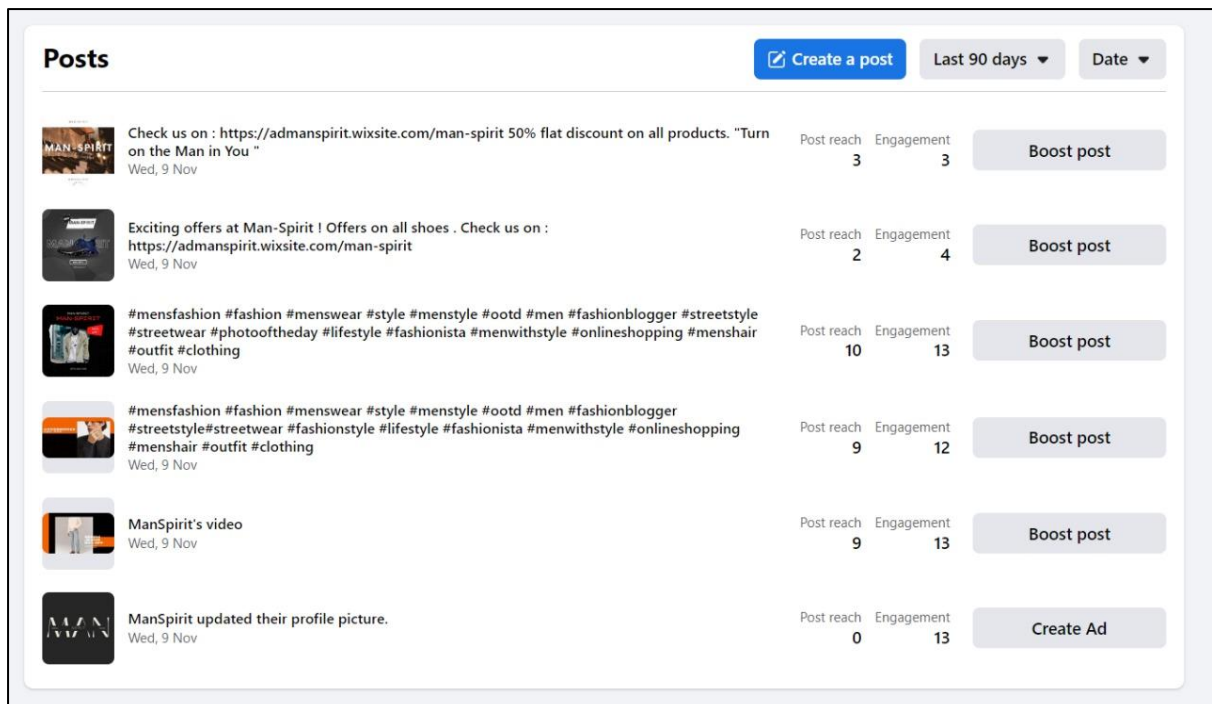 Posts
Create a post
Last 90 days
Date
MAN-SPIRIT
Check us on : https://admanspirit.wixsite.com/man-spirit 50% flat discount on all products. "Turn
on the Man in You "
Wed, 9 Nov
Post reach Engagement
3 3
Boost post
Exciting offers at Man-Spirit ! Offers on all shoes . Check us on :
https://admanspirit.wixsite.com/man-spirit
Wed, 9 Nov
Post reach Engagement
2 4
Boost post
#mensfashion #fashion #menswear #style #menstyle #ootd #men #fashionblogger #streetstyle
#streetwear #photooftheday #lifestyle #fashionista #menwithstyle #onlineshopping #menshair
#outfit #clothing
Wed, 9 Nov
Post reach Engagement
10 13
Boost post
#mensfashion #fashion #menswear #style #menstyle #ootd #men #fashionblogger
#streetstyle#streetwear #fashionstyle #lifestyle #fashionista #menwithstyle #onlineshopping
#menshair #outfit #clothing
Wed, 9 Nov
Post reach Engagement
9 12
Boost post
ManSpirit's video
Wed, 9 Nov
Post reach Engagement
9 13
Boost post
MAN
ManSpirit updated their profile picture.
Wed, 9 Nov
Post reach Engagement
0 13
Create Ad